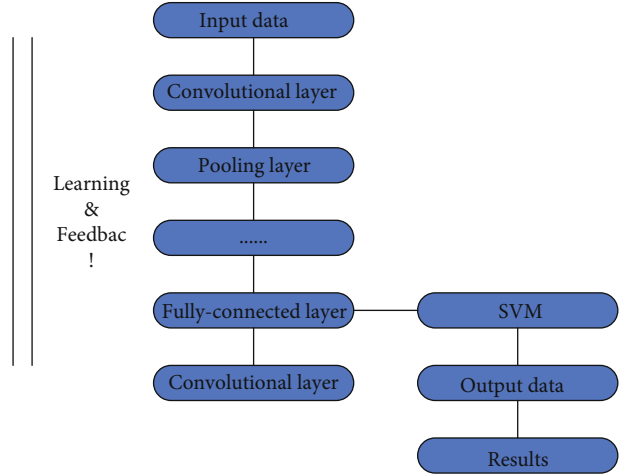 Input data
Convolutional layer
Pooling layer
Learning
&
Feedbac
!
......
Fully-connected layer
SVM
Convolutional layer
Output data
Results